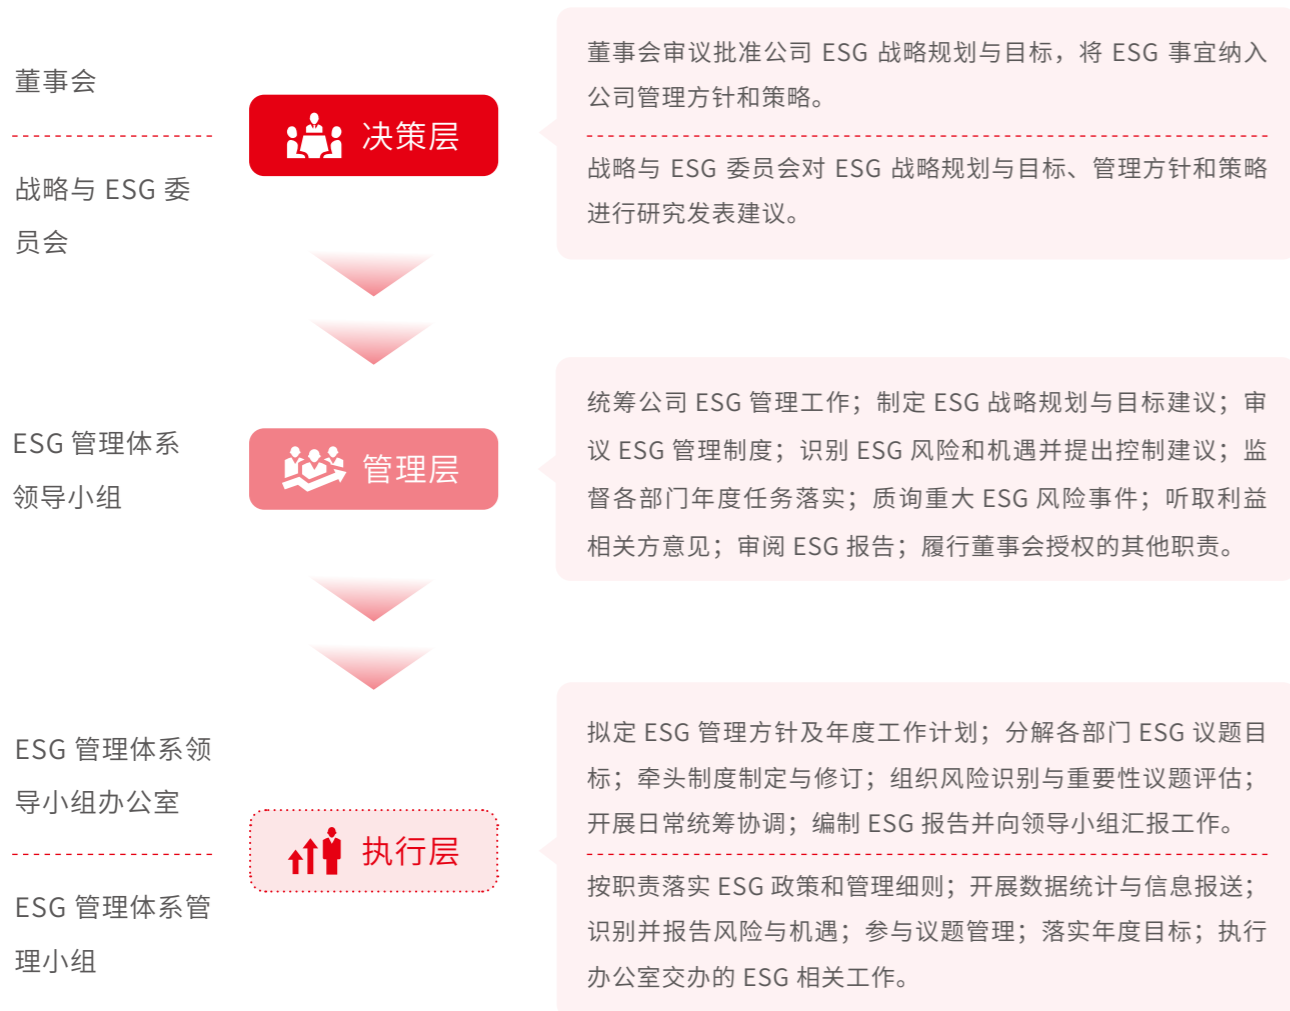 董事会
战略与 ESG 委
员会
决策层
董事会审议批准公司 ESG 战略规划与目标，将 ESG 事宜纳入
公司管理方针和策略。
战略与 ESG 委员会对 ESG 战略规划与目标、管理方针和策略
进行研究发表建议。
ESG 管理体系
领导小组
管理层
统筹公司 ESG 管理工作；制定 ESG 战略规划与目标建议；审
议 ESG 管理制度；识别 ESG 风险和机遇并提出控制建议；监
督各部门年度任务落实；质询重大 ESG 风险事件；听取利益
相关方意见；审阅 ESG 报告；履行董事会授权的其他职责。
ESG 管理体系领
导小组办公室
ESG 管理体系管
理小组
执行层
拟定 ESG 管理方针及年度工作计划；分解各部门 ESG 议题目
标；牵头制度制定与修订；组织风险识别与重要性议题评估；
开展日常统筹协调；编制 ESG 报告并向领导小组汇报工作。
按职责落实 ESG 政策和管理细则；开展数据统计与信息报送；
识别并报告风险与机遇；参与议题管理；落实年度目标；执行
办公室交办的 ESG 相关工作。